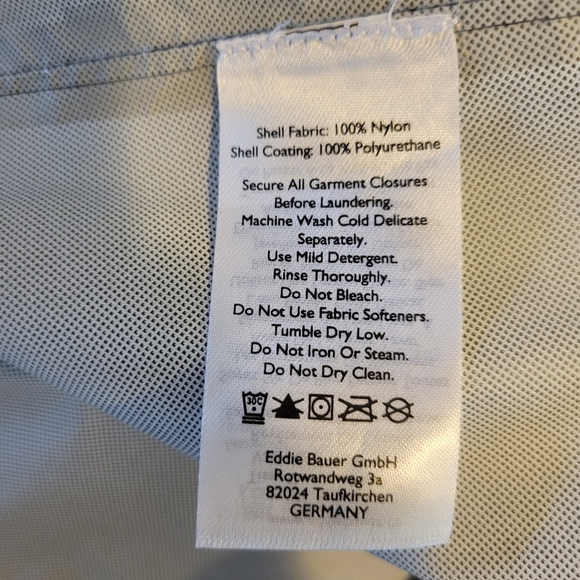 Shell Fabric: 100% Nylon
Shell Coating: 100% Polyurethane
Secure All Garment Closures
Before Laundering.
Machine Wash Cold Delicate
Separately.
Use Mild Detergent.
Rinse Thoroughly.
Do Not Bleach.
Do Not Use Fabric Softeners.
Tumble Dry Low.
Do Not Iron Or Steam.
Do Not Dry Clean.
30C
Eddie Bauer GmbH
Rotwandweg 3a
82024 Taufkirchen
GERMANY